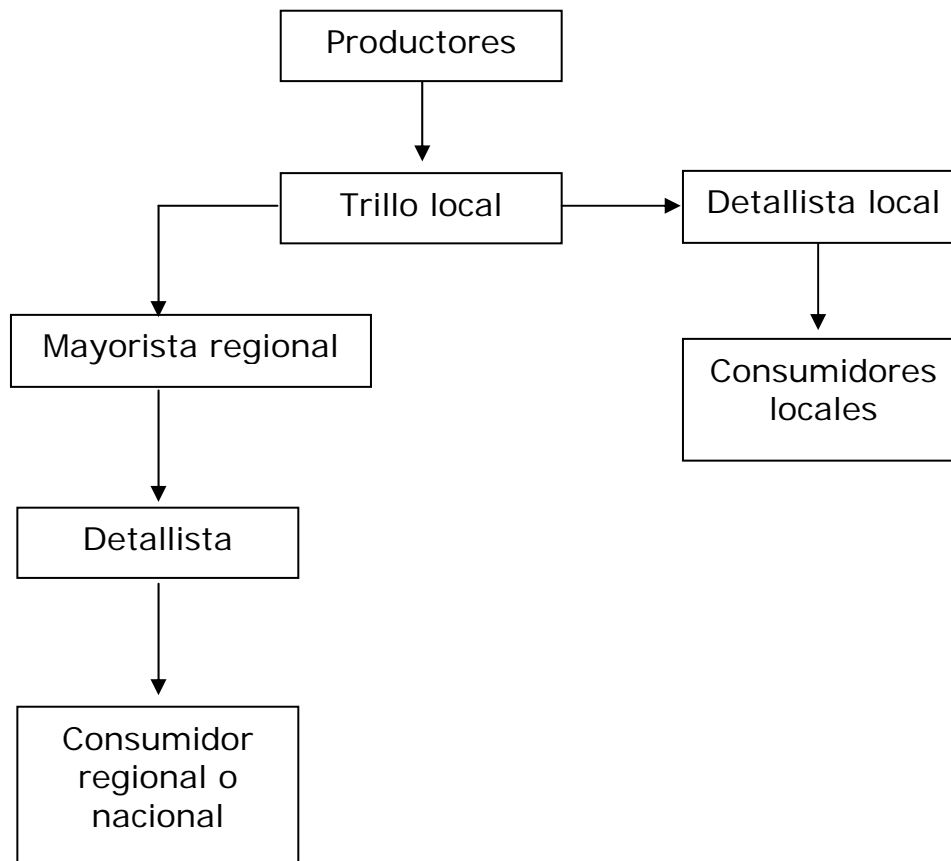 Productores
Trillo local
Detallista local
Mayorista regional
Consumidores
locales
Detallista
Consumidor
regional o
nacional